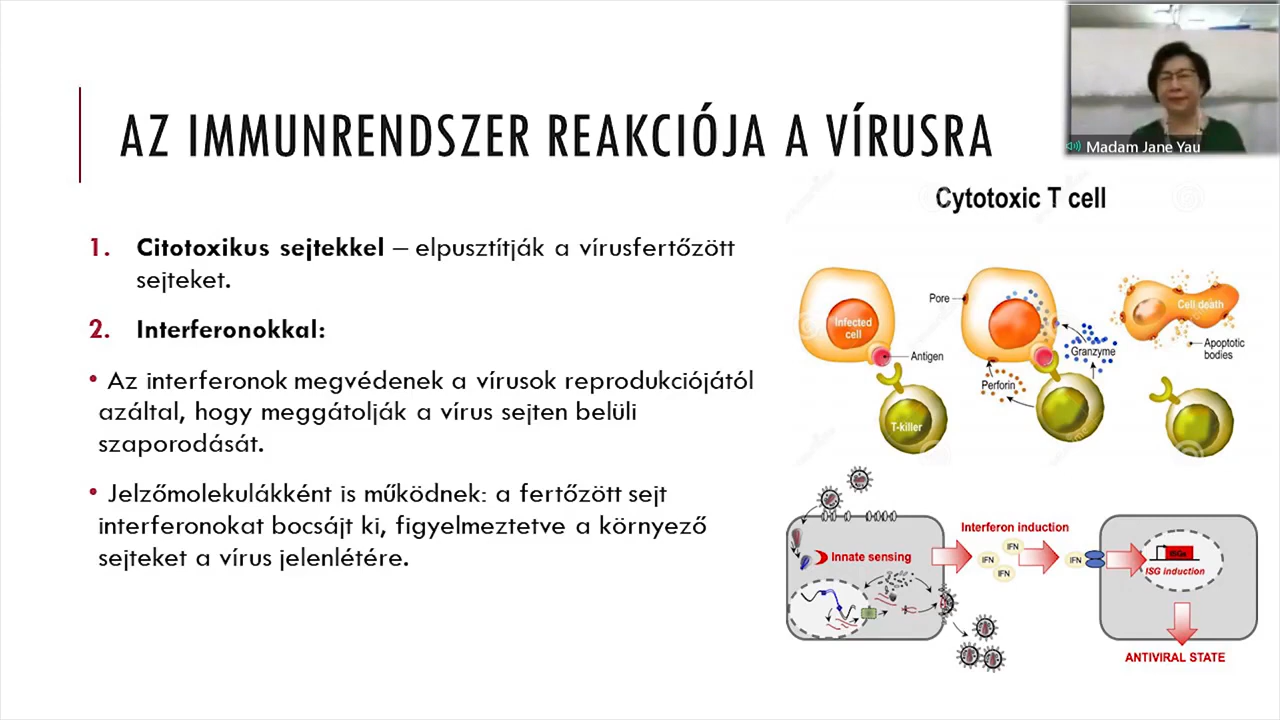 AZ IMMUNRENDSZER REAKCIÓJA A VÍRUSRA
Madam Jane Yau
1. Citotoxikus sejtekkel – elpusztítják a vírusfertőzött
sejteket.
2. Interferonokkal:
• Az interferonok megvédenek a vírusok reprodukciójától
azáltal, hogy meggátolják a vírus sejten belüli
szaporodását.
• Jelzőmolekulákként is működnek: a fertőzött sejt
interferonokat bocsájt ki, figyelmeztetve a környező
sejteket a vírus jelenlétére.
Cytotoxic T cell
Infected
cell
Antigen
T-killer
Pore
Perforin
Granzyme
Cell death
Apoptotic
bodies
Innate sensing
Interferon induction
IFN
IFN
IFN
IFN
ISGs
ISG induction
ANTIVIRAL STATE